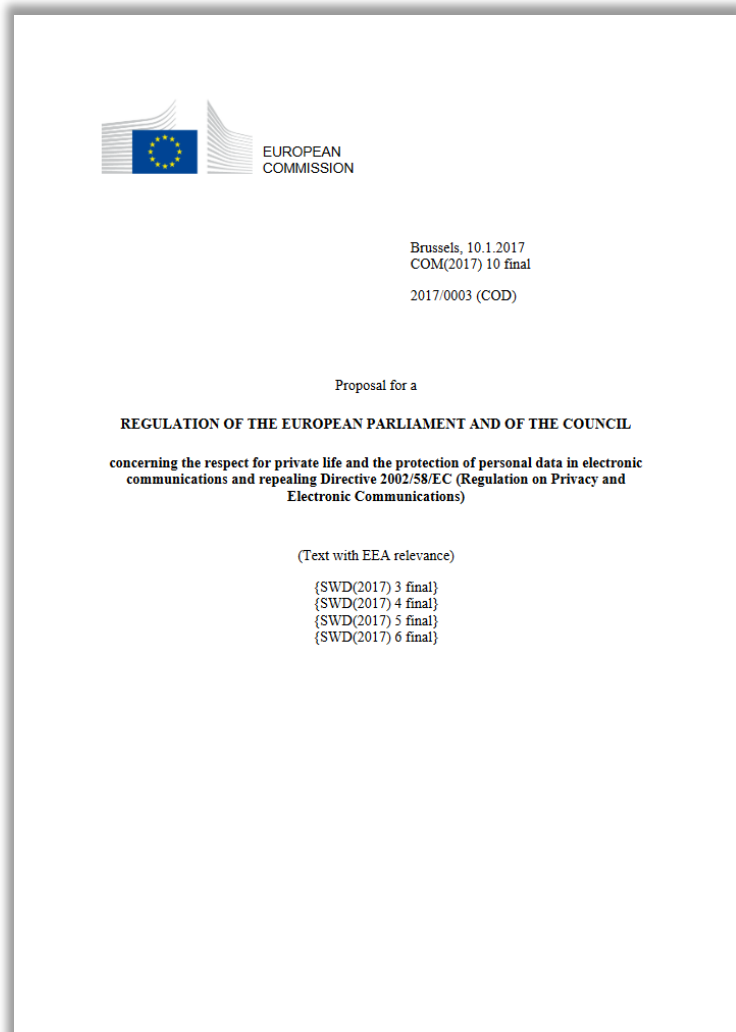 EUROPEAN
COMMISSION
Brussels, 10.1.2017
COM(2017) 10 final
2017/0003 (COD)
Proposal for a
REGULATION OF THE EUROPEAN PARLIAMENT AND OF THE COUNCIL
concerning the respect for private life and the protection of personal data in electronic
communications and repealing Directive 2002/58/EC (Regulation on Privacy and
Electronic Communications)
(Text with EEA relevance)
{SWD(2017) 3 final}
{SWD(2017) 4 final}
{SWD(2017) 5 final}
{SWD(2017) 6 final}